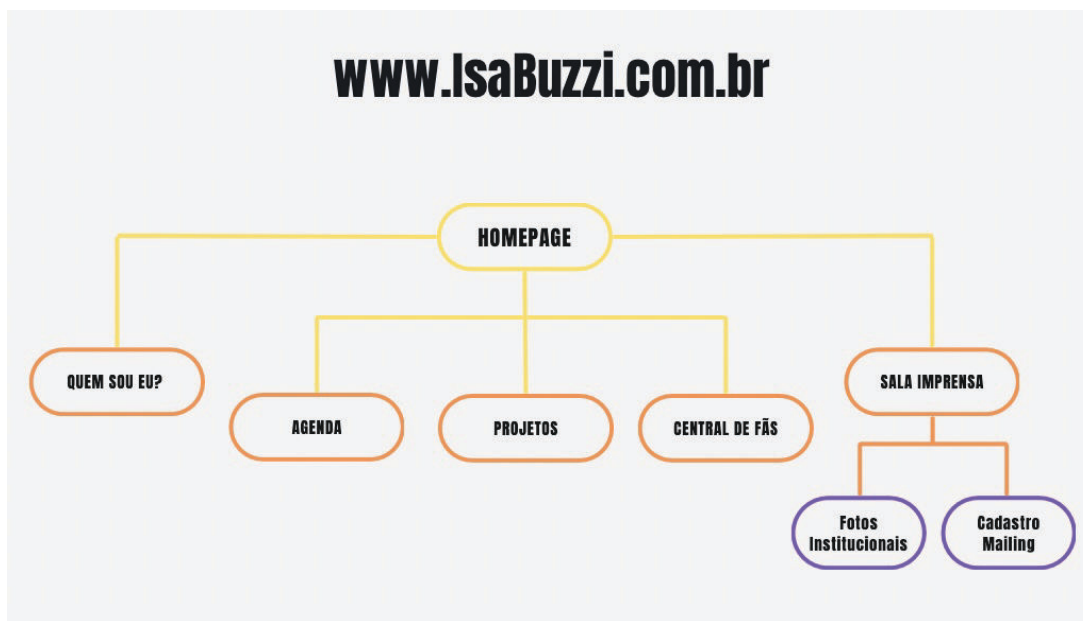 www.IsaBuzzi.com.br
HOMEPAGE
QUEM SOU EU?
AGENDA
PROJETOS
CENTRAL DE FÃS
SALA IMPRENSA
Fotos
Institucionais
Cadastro
Mailing